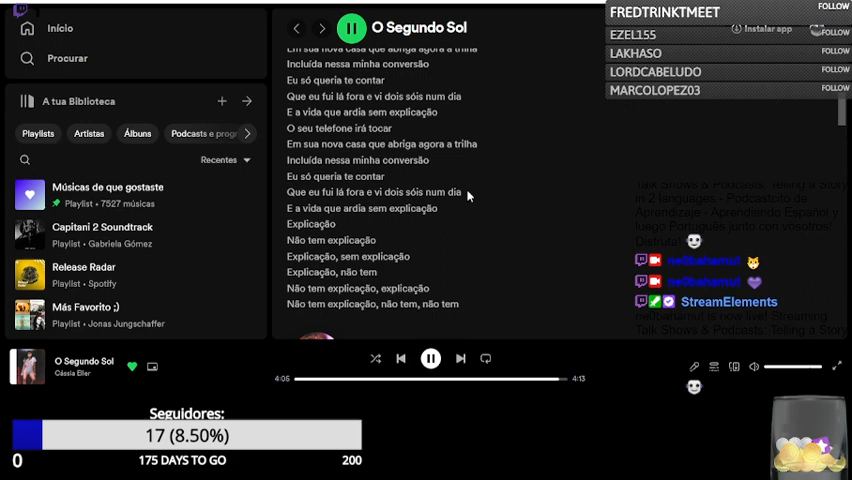 Início
Procurar
A tua Biblioteca
Playlists Artistas Álbuns Podcasts e progr
Recentes
Músicas de que gostaste
Playlist • 7527 músicas
Capitani 2 Soundtrack
Playlist • Gabriela Gómez
Release Radar
Playlist • Spotify
Más Favorito ;)
Playlist • Jonas Jungschaffer
O Segundo Sol
Em sua nova casa que abriga agora a trilha
Incluída nessa minha conversão
Eu só queria te contar
Que eu fui lá fora e vi dois sóis num dia
E a vida que ardia sem explicação
O seu telefone irá tocar
Em sua nova casa que abriga agora a trilha
Incluída nessa minha conversão
Eu só queria te contar
Que eu fui lá fora e vi dois sóis num dia
E a vida que ardia sem explicação
Explicação
Não tem explicação
Explicação, sem explicação
Explicação, não tem
Não tem explicação, explicação
Não tem explicação, não tem, não tem
Instalar app
FREDTRINKTMEET FOLLOW
EZEL155 FOLLOW
LAKHASO FOLLOW
LORDCABELUDO FOLLOW
MARCOLOPEZ03 FOLLOW
Talk Shows & Podcasts: Telling a Story
in 2 languages - Podcastcito de
Aprendizaje - Aprendiendo Español y
luego Portugués junto con vosotros!
Disfruta!
ne0bahamut
ne0bahamut
StreamElements
ne0bahamut is now live! Streaming
Talk Shows & Podcasts: Telling a Story
O Segundo Sol
Cássia Eller
4:05
4:13
Seguidores:
17 (8.50%)
0 175 DAYS TO GO 200